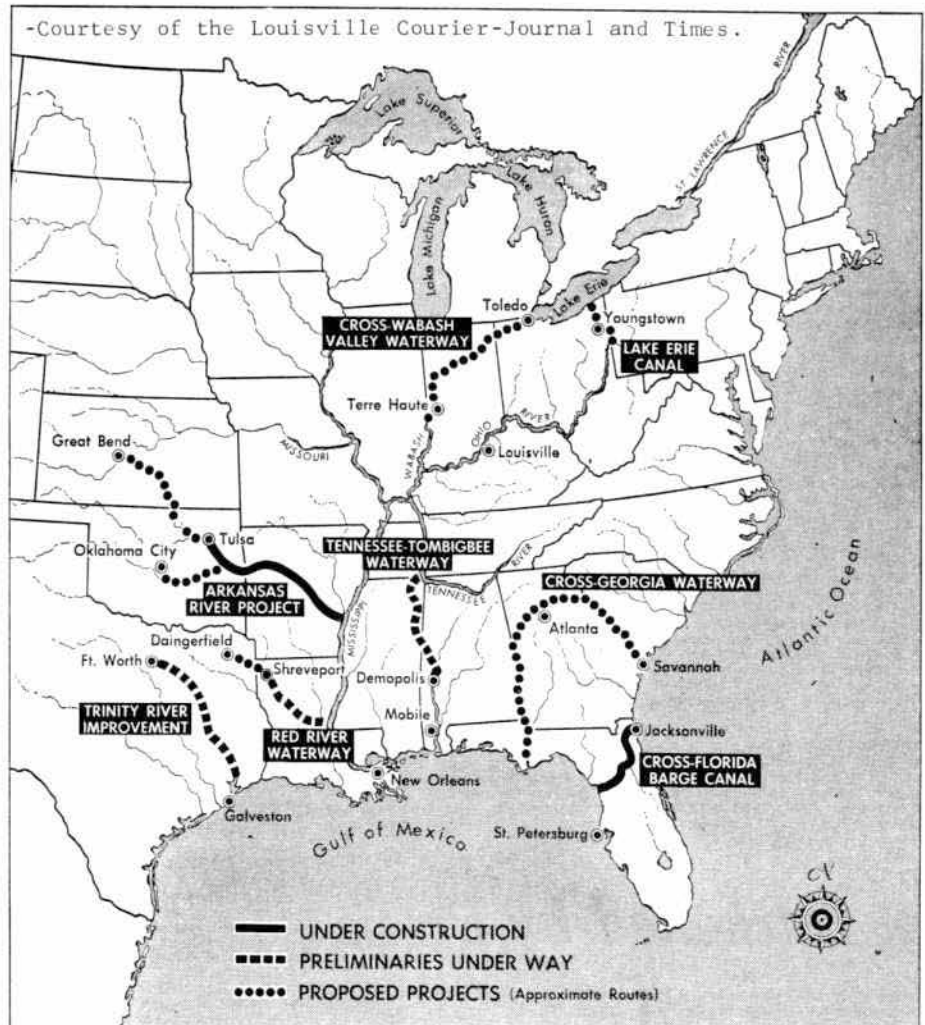 -Courtesy of the Louisville Courier-Journal and Times.
Lake Superior
Lake Michigan
Lake Huron
ST. LAWRENCE
RIVER
Lake Erie
Toledo
Youngstown
CROSS-WABASH
VALLEY WATERWAY
LAKE ERIE
CANAL
Terre Haute
WABASH
OHIO
RIVER
Louisville
MISSOURI
Great Bend
Tulsa
Oklahoma City
ARKANSAS
RIVER PROJECT
TENNESSEE-TOMBIGBEE
WATERWAY
TENNESSEE
RIVER
CROSS-GEORGIA WATERWAY
Atlanta
Savannah
Atlantic Ocean
MISSISSIPPI
Daingerfield
Ft. Worth
Shreveport
Demopolis
Mobile
TRINITY RIVER
IMPROVEMENT
RED RIVER
WATERWAY
New Orleans
Jacksonville
CROSS-FLORIDA
BARGE CANAL
Galveston
Gulf of Mexico
St. Petersburg
UNDER CONSTRUCTION
PRELIMINARIES UNDER WAY
PROPOSED PROJECTS (Approximate Routes)